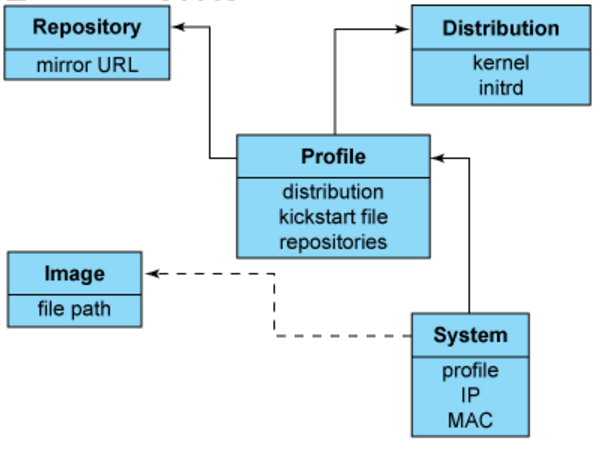 Repository
mirror URL
Distribution
kernel
initrd
Profile
distribution
kickstart file
repositories
Image
file path
System
profile
IP
MAC